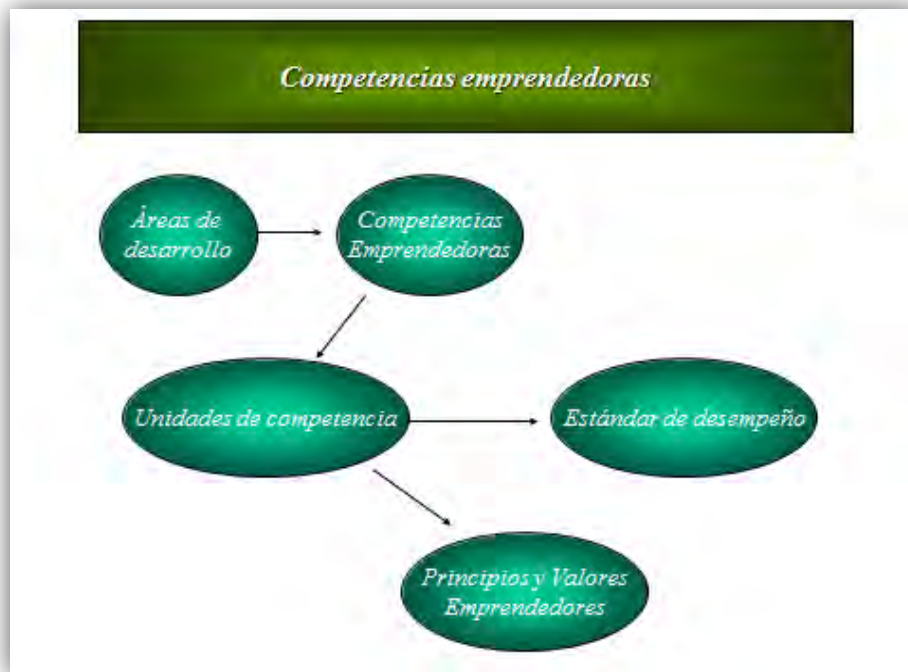 Competencias emprendedoras
Áreas de
desarrollo
Competencias
Emprendedoras
Unidades de competencia
Estándar de desempeño
Principios y Valores
Emprendedores